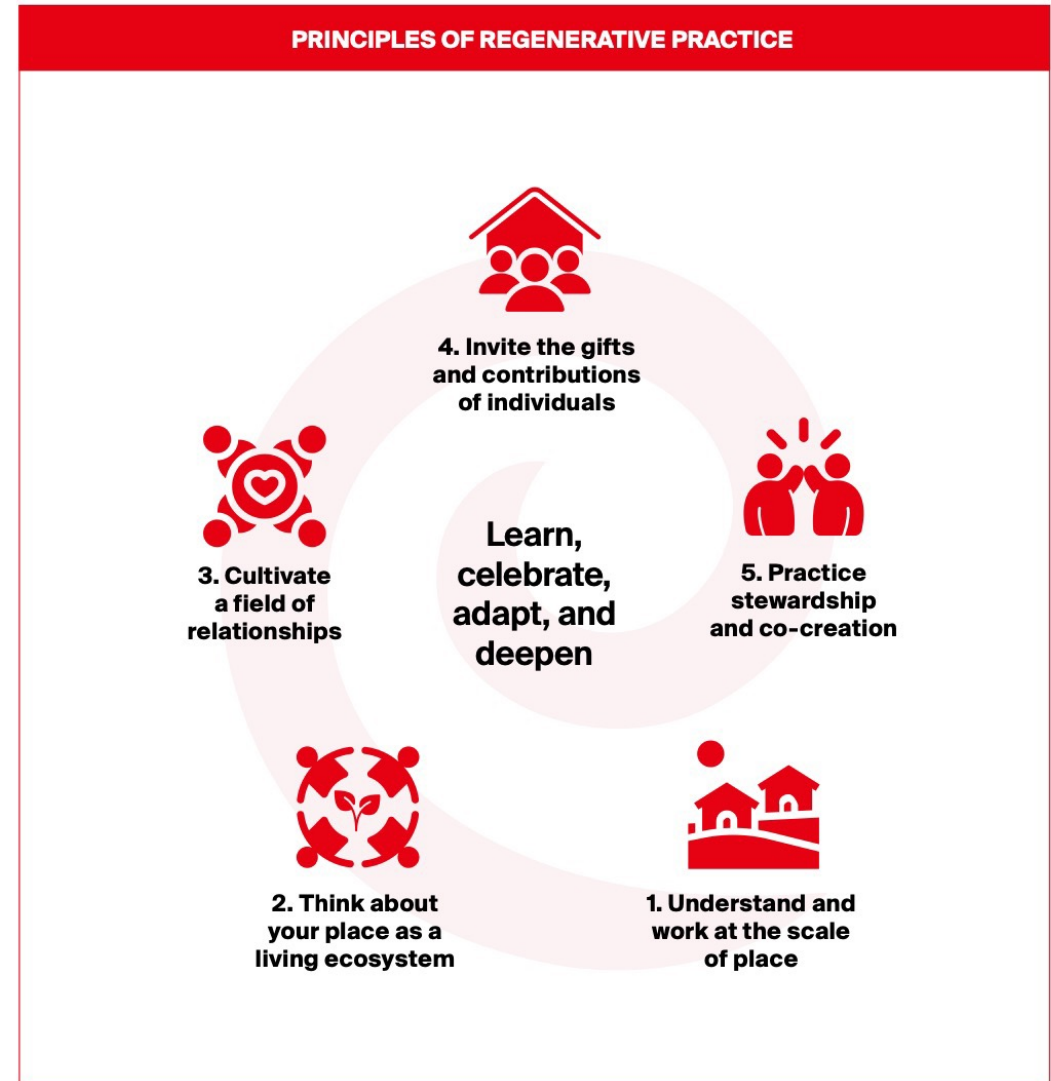 PRINCIPLES OF REGENERATIVE PRACTICE
4. Invite the gifts
and contributions
of individuals
3. Cultivate
a field of
relationships
Learn,
celebrate,
adapt, and
deepen
5. Practice
stewardship
and co-creation
2. Think about
your place as a
living ecosystem
1. Understand and
work at the scale
of place